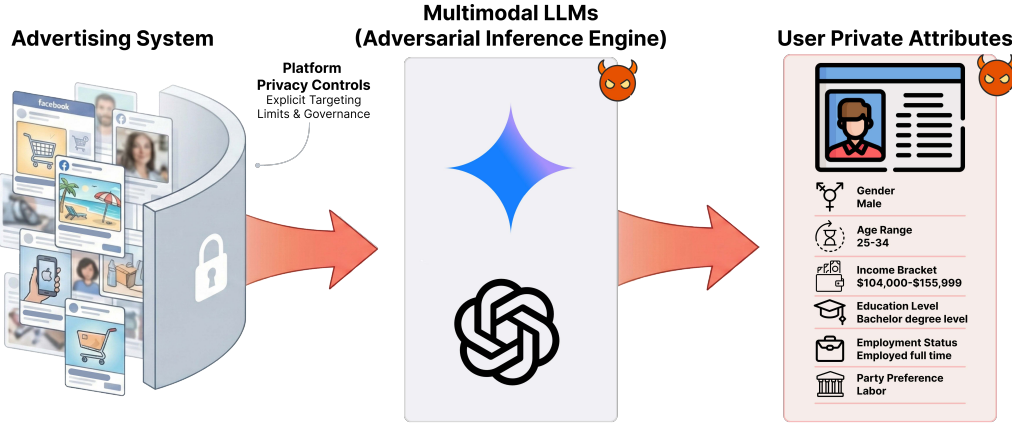 Advertising System
Multimodal LLMs
(Adversarial Inference Engine)
User Private Attributes
Platform
Privacy Controls
Explicit Targeting
Limits & Governance
facebook
Gender
Male
Age Range
25-34
Income Bracket
$104,000-$155,999
Education Level
Bachelor degree level
Employment Status
Employed full time
Party Preference
Labor